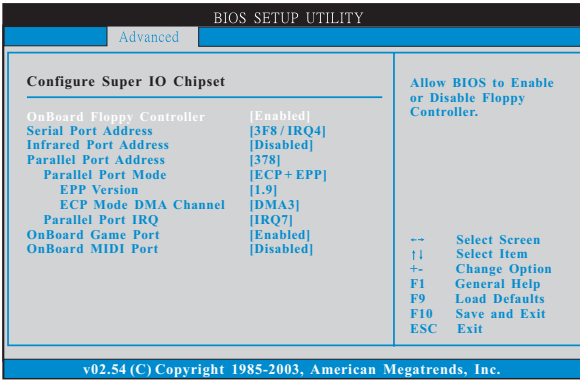 BIOS SETUP UTILITY
Advanced
Configure Super IO Chipset
OnBoard Floppy Controller [Enabled]
Serial Port Address [3F8 / IRQ4]
Infrared Port Address [Disabled]
Parallel Port Address [378]
Parallel Port Mode [ECP + EPP]
EPP Version [1.9]
ECP Mode DMA Channel [DMA3]
Parallel Port IRQ [IRQ7]
OnBoard Game Port [Enabled]
OnBoard MIDI Port [Disabled]
Allow BIOS to Enable
or Disable Floppy
Controller.
←→ Select Screen
↑↓ Select Item
+- Change Option
F1 General Help
F9 Load Defaults
F10 Save and Exit
ESC Exit
v02.54 (C) Copyright 1985-2003, American Megatrends, Inc.